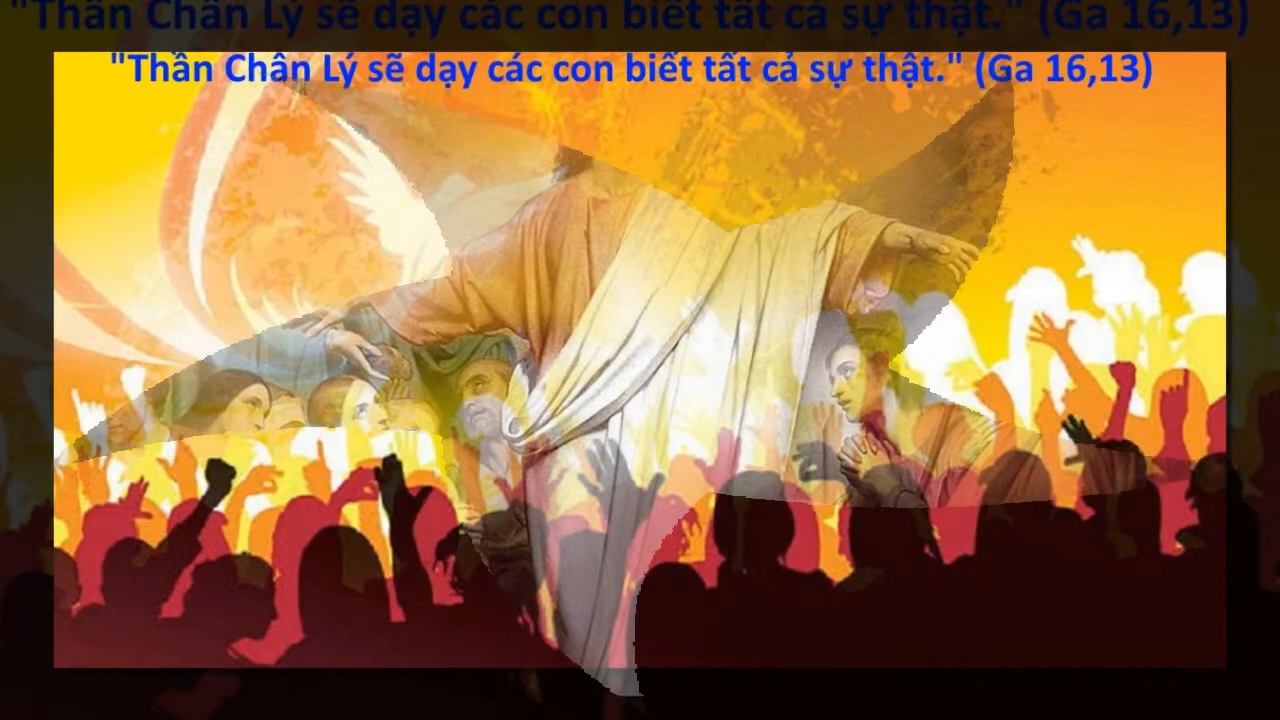 "Thần Chân Lý sẽ dạy các con biết tất cả sự thật." (Ga 16,13)
"Thần Chân Lý sẽ dạy các con biết tất cả sự thật." (Ga 16,13)